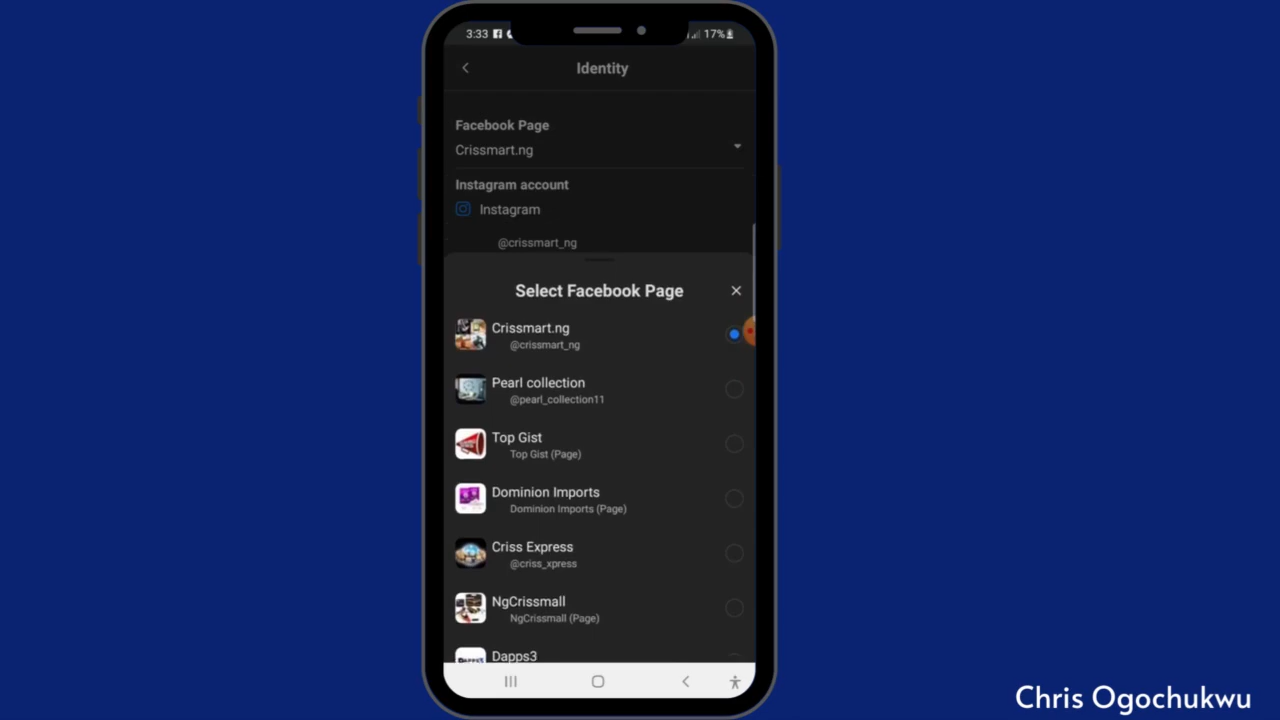 3:33
17%
Identity
Facebook Page
Crissmart.ng
Instagram account
Instagram
@crissmart_ng
Select Facebook Page
Crissmart.ng
@crissmart_ng
Pearl collection
@pearl_collection11
Top Gist
Top Gist (Page)
Dominion Imports
Dominion Imports (Page)
Criss Express
@criss_xpress
NgCrissmall
NgCrissmall (Page)
Dapps3
Chris Ogochukwu